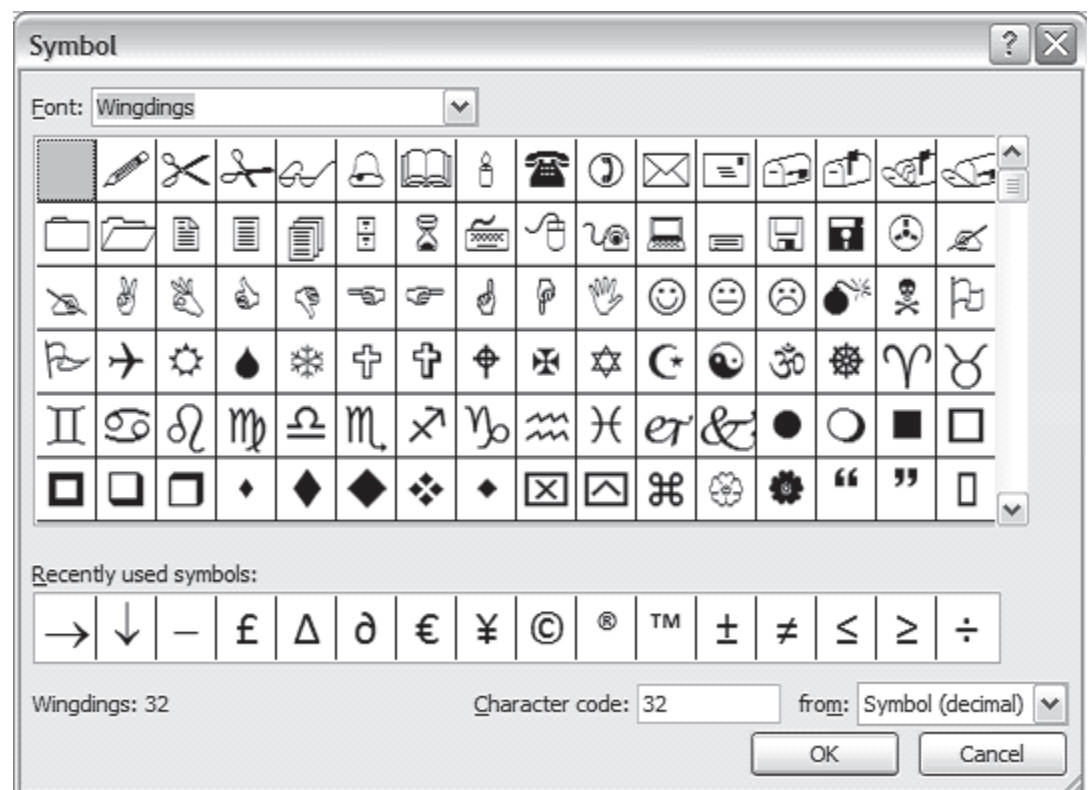 Symbol
Font: Wingdings
Recently used symbols:
→ ↓ – £ Δ ∂ € ¥ © ® ™ ± ≠ ≤ ≥ ÷
Wingdings: 32 Character code: 32 from: Symbol (decimal)
OK Cancel